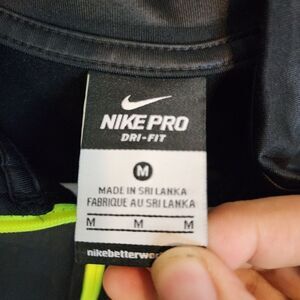 NIKE PRO
DRI-FIT
M
MADE IN SRI LANKA
FABRIQUE AU SRI LANKA
M M M